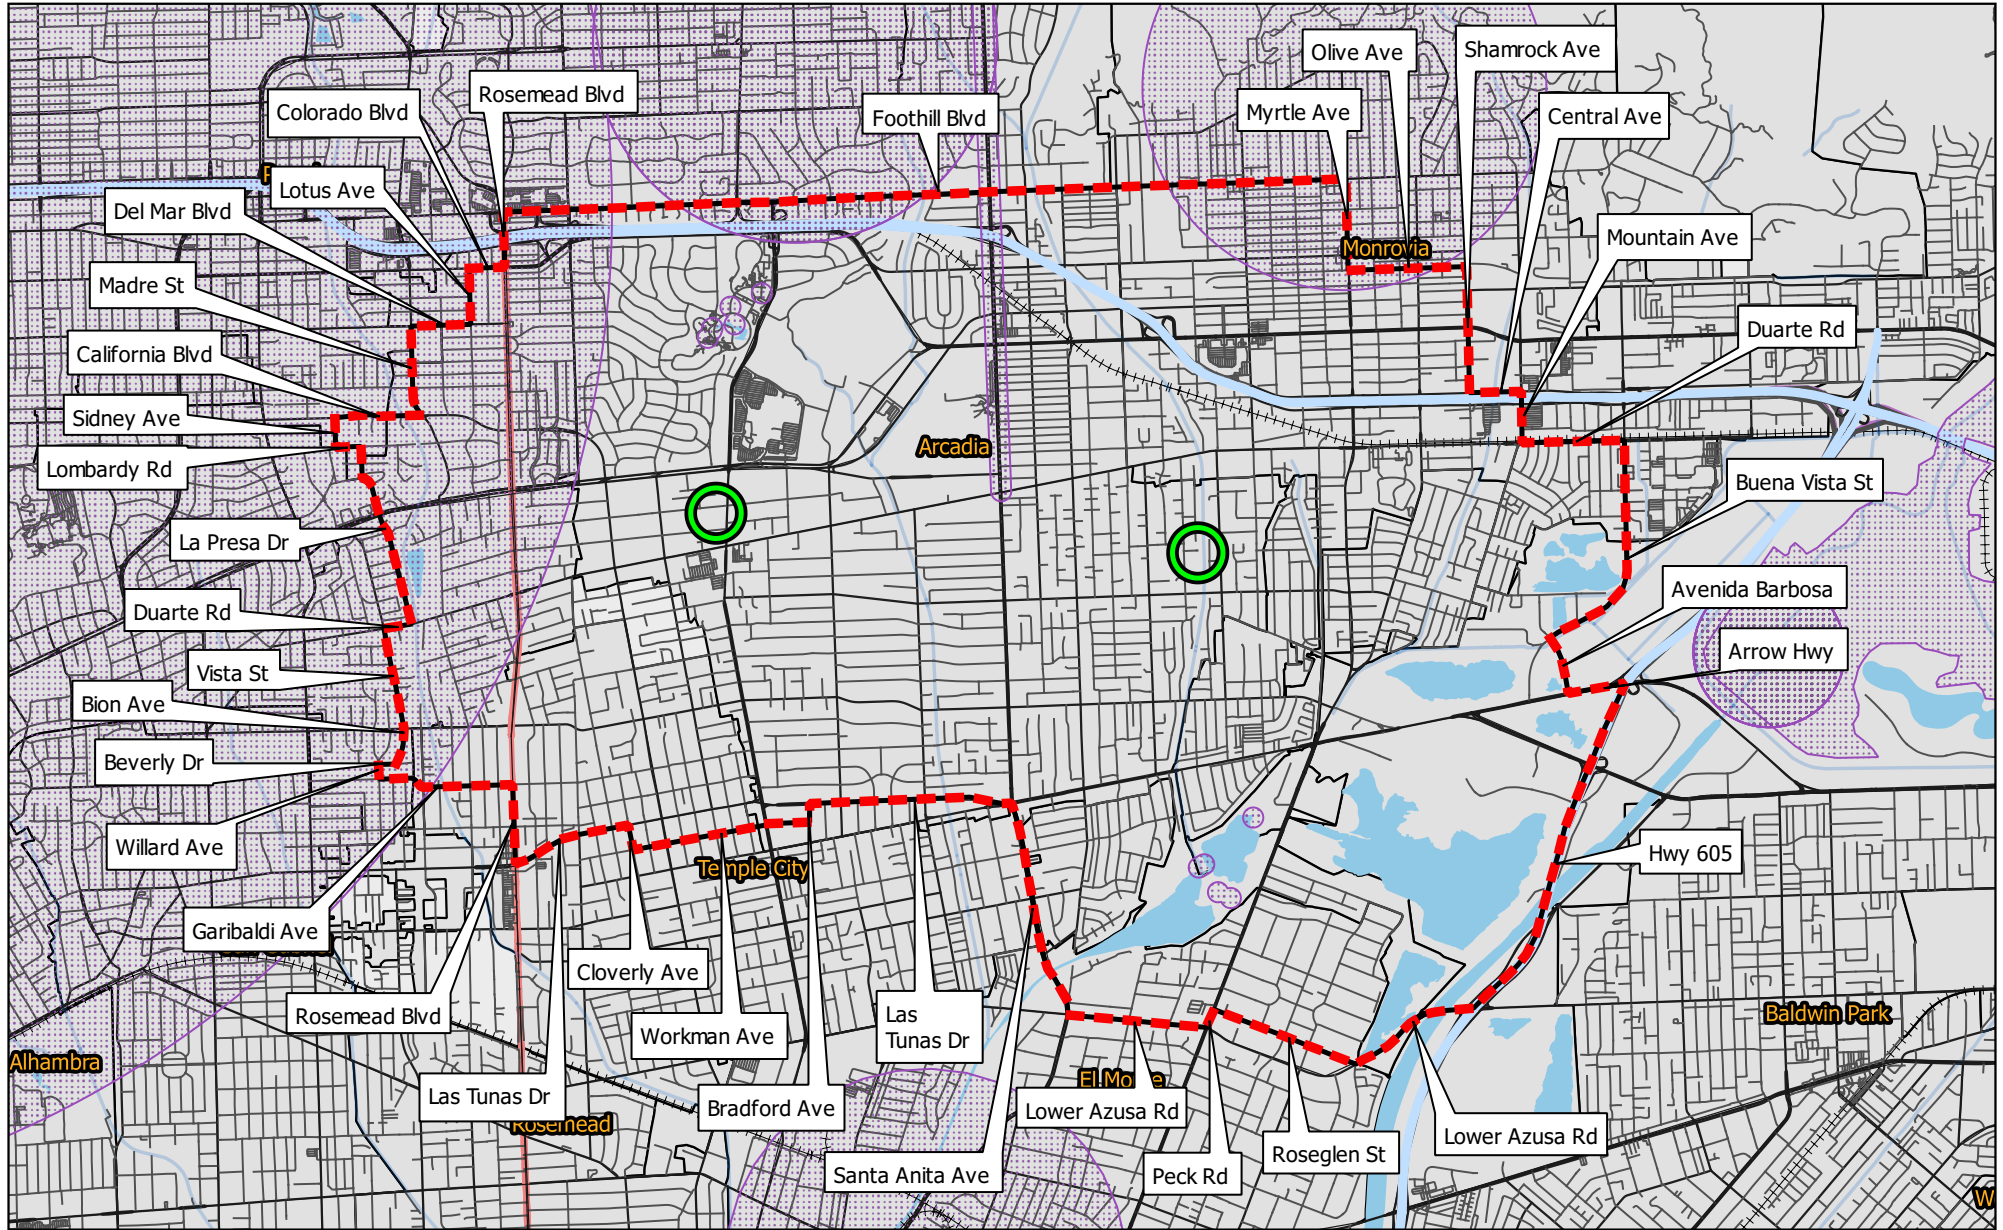 Olive Ave
Shamrock Ave
Rosemead Blvd
Colorado Blvd
Foothill Blvd
Myrtle Ave
Central Ave
Lotus Ave
Del Mar Blvd
Mountain Ave
Monrovia
Madre St
Duarte Rd
California Blvd
Sidney Ave
Arcadia
Lombardy Rd
Buena Vista St
La Presa Dr
Avenida Barbosa
Duarte Rd
Arrow Hwy
Vista St
Bion Ave
Beverly Dr
Willard Ave
Hwy 605
Temple City
Garibaldi Ave
Cloverly Ave
Rosemead Blvd
Workman Ave
Las
Tunas Dr
Baldwin Park
Alhambra
Las Tunas Dr
Bradford Ave
El Mo e
Lower Azusa Rd
Rosemead
Lower Azusa Rd
Roseglen St
Santa Anita Ave
Peck Rd
W